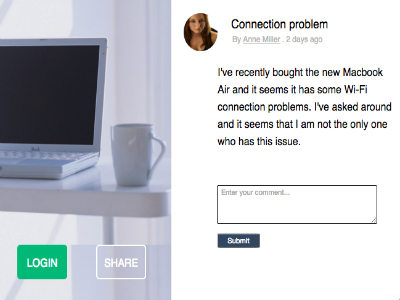 Connection problem
By Anne Miller . 2 days ago
I've recently bought the new Macbook
Air and it seems it has some Wi-Fi
connection problems. I've asked around
and it seems that I am not the only one
who has this issue.
Enter your comment...
Submit
LOGIN
SHARE